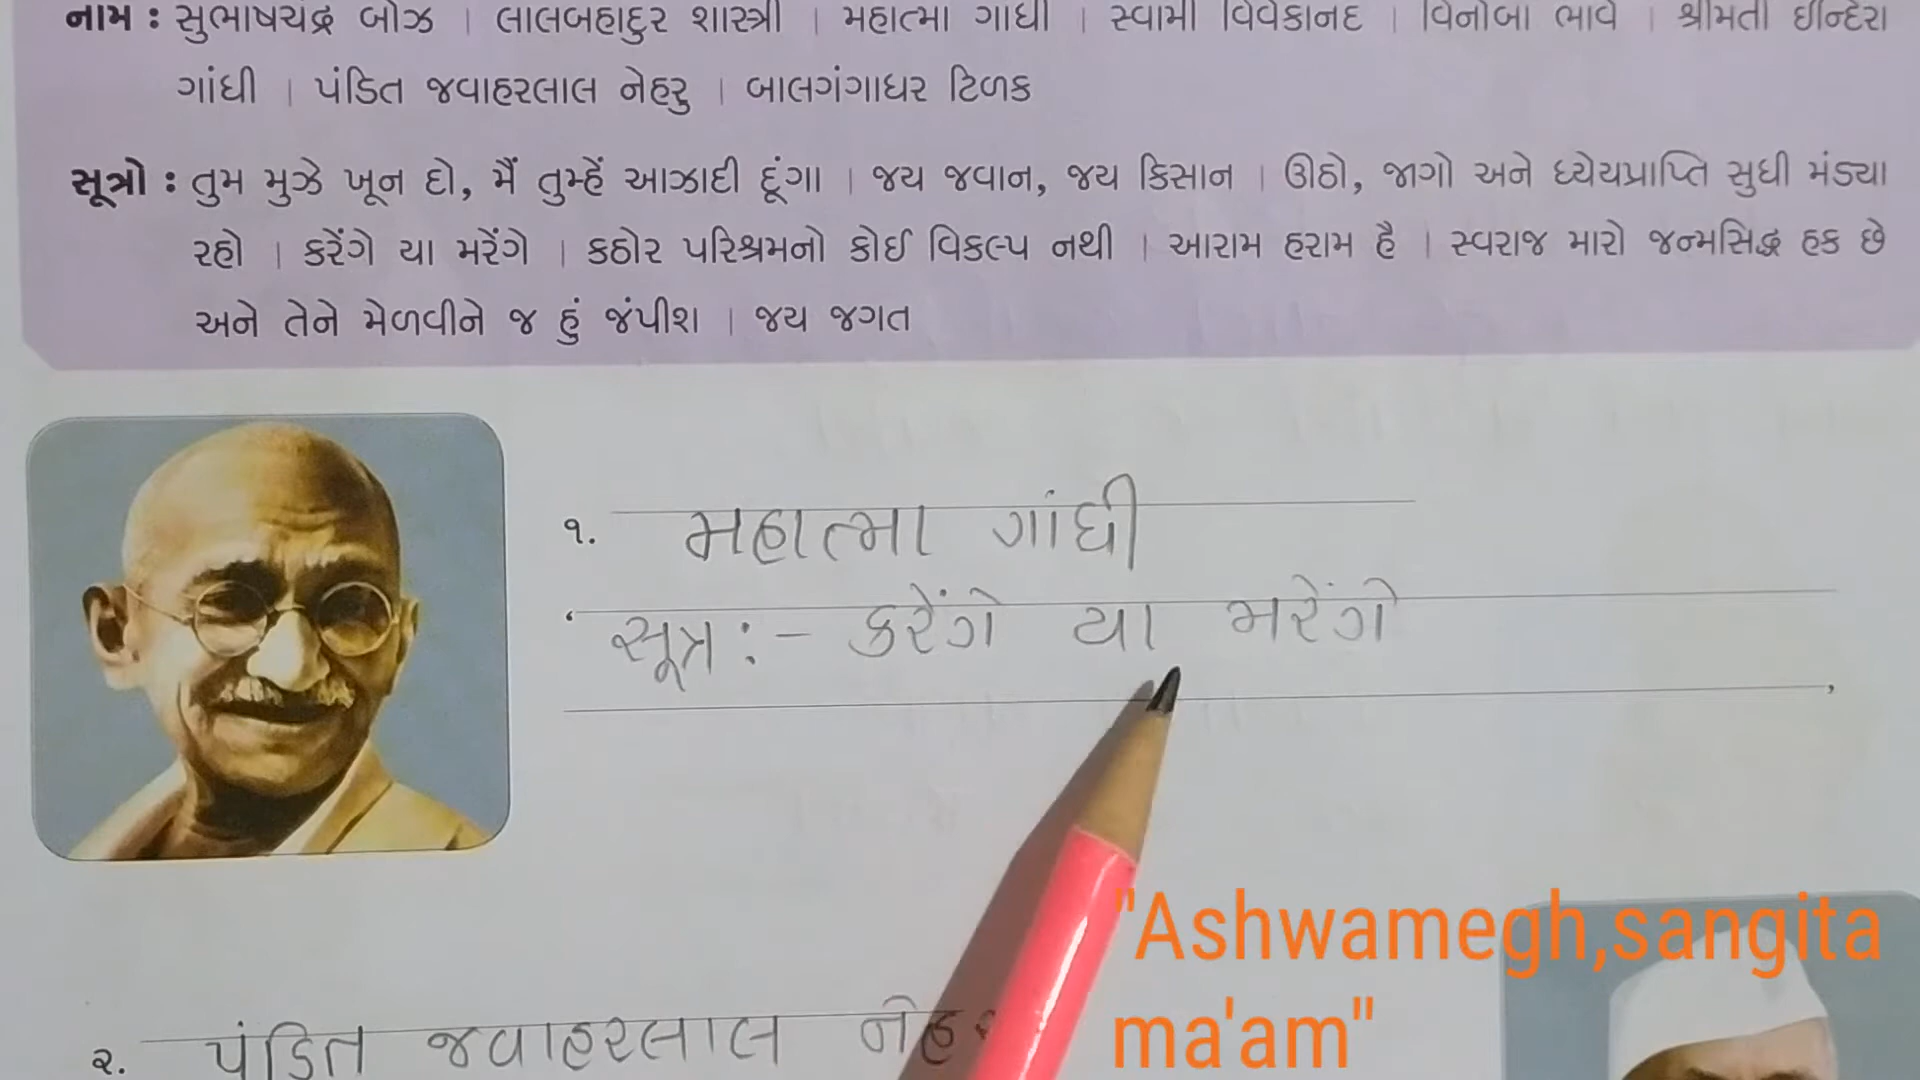 નામ : સુભાષચંદ્ર બોઝ | લાલબહાદુર શાસ્ત્રી | મહાત્મા ગાંધી | સ્વામી વિવેકાનંદ | વિનોબા ભાવે | શ્રીમતી ઈન્દિરા
ગાંધી | પંડિત જવાહરલાલ નેહરુ | બાલગંગાધર ટિળક
સૂત્રો : તુમ મુઝે ખૂન દો, મૈં તુમ્હેં આઝાદી દૂંગા | જય જવાન, જય કિસાન | ઊઠો, જાગો અને ધ્યેયપ્રાપ્તિ સુધી મંડ્યા
રહો | કરેંગે યા મરેંગે | કઠોર પરિશ્રમનો કોઈ વિકલ્પ નથી | આરામ હરામ હૈ | સ્વરાજ મારો જન્મસિદ્ધ હક છે
અને તેને મેળવીને જ હું જંપીશ | જય જગત
૧. મહાત્મા ગાંધી
‘ સૂત્ર :- કરેંગે યા મરેંગે
’
૨. પંડિત જવાહરલાલ
"Ashwamegh,sangita
ma'am"